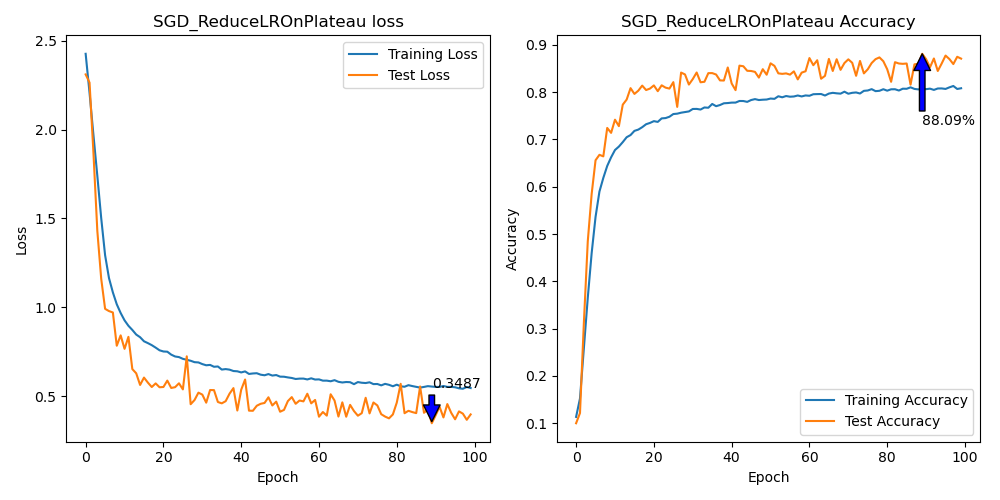 SGD_ReduceLROnPlateau loss
2.5
2.0
1.5
1.0
0.5
Loss
0
20
40
60
80
100
Epoch
Training Loss
Test Loss
0.3487
SGD_ReduceLROnPlateau Accuracy
0.9
0.8
0.7
0.6
0.5
0.4
0.3
0.2
0.1
Accuracy
0
20
40
60
80
100
Epoch
88.09%
Training Accuracy
Test Accuracy